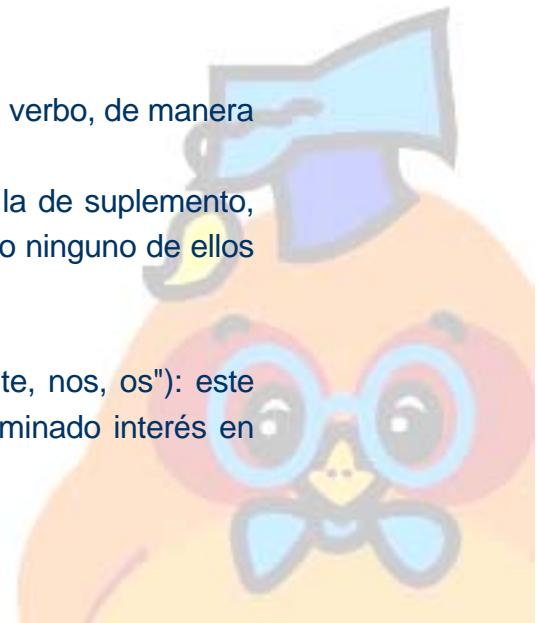 verbo, de manera
la de suplemento,
o ninguno de ellos
te, nos, os"): este
minado interés en